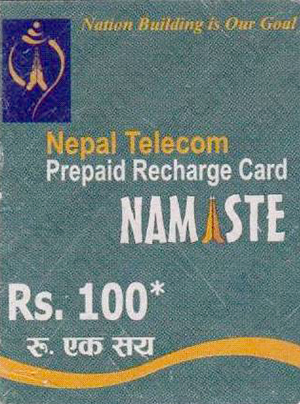 Nation Building is Our Goal
Nepal Telecom
Prepaid Recharge Card
NAMASTE
Rs. 100*
रू. एक सय